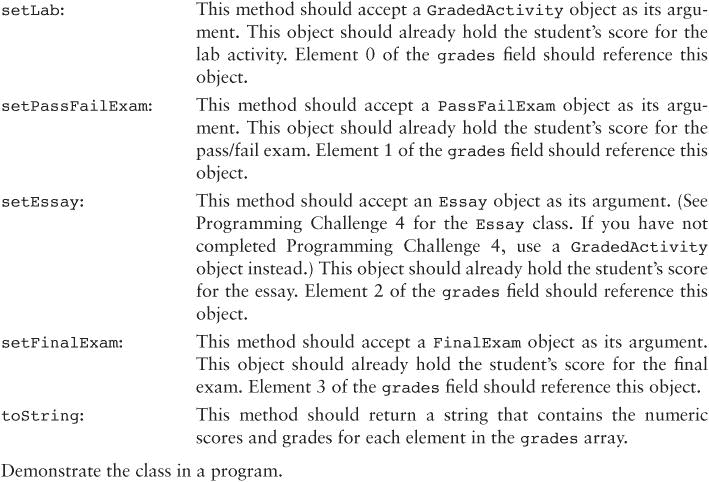 setLab: This method should accept a GradedActivity object as its argu-
ment. This object should already hold the student’s score for the
lab activity. Element 0 of the grades field should reference this
object.
setPassFailExam: This method should accept a PassFailExam object as its argu-
ment. This object should already hold the student’s score for the
pass/fail exam. Element 1 of the grades field should reference this
object.
setEssay: This method should accept an Essay object as its argument. (See
Programming Challenge 4 for the Essay class. If you have not
completed Programming Challenge 4, use a GradedActivity
object instead.) This object should already hold the student’s score
for the essay. Element 2 of the grades field should reference this
object.
setFinalExam: This method should accept a FinalExam object as its argument.
This object should already hold the student’s score for the final
exam. Element 3 of the grades field should reference this object.
toString: This method should return a string that contains the numeric
scores and grades for each element in the grades array.
Demonstrate the class in a program.